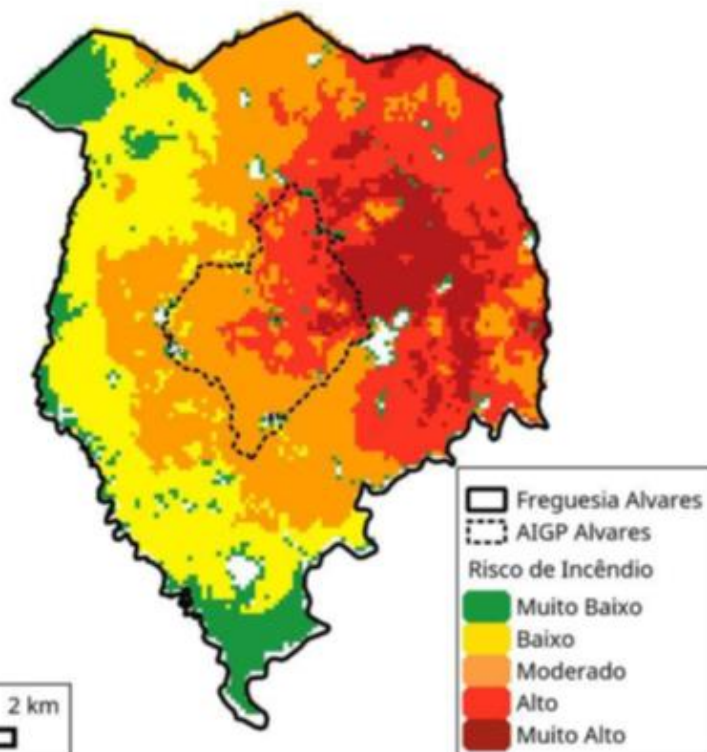 Freguesia Alvares
AIGP Alvares
Risco de Incêndio
Muito Baixo
Baixo
Moderado
Alto
Muito Alto
2 km